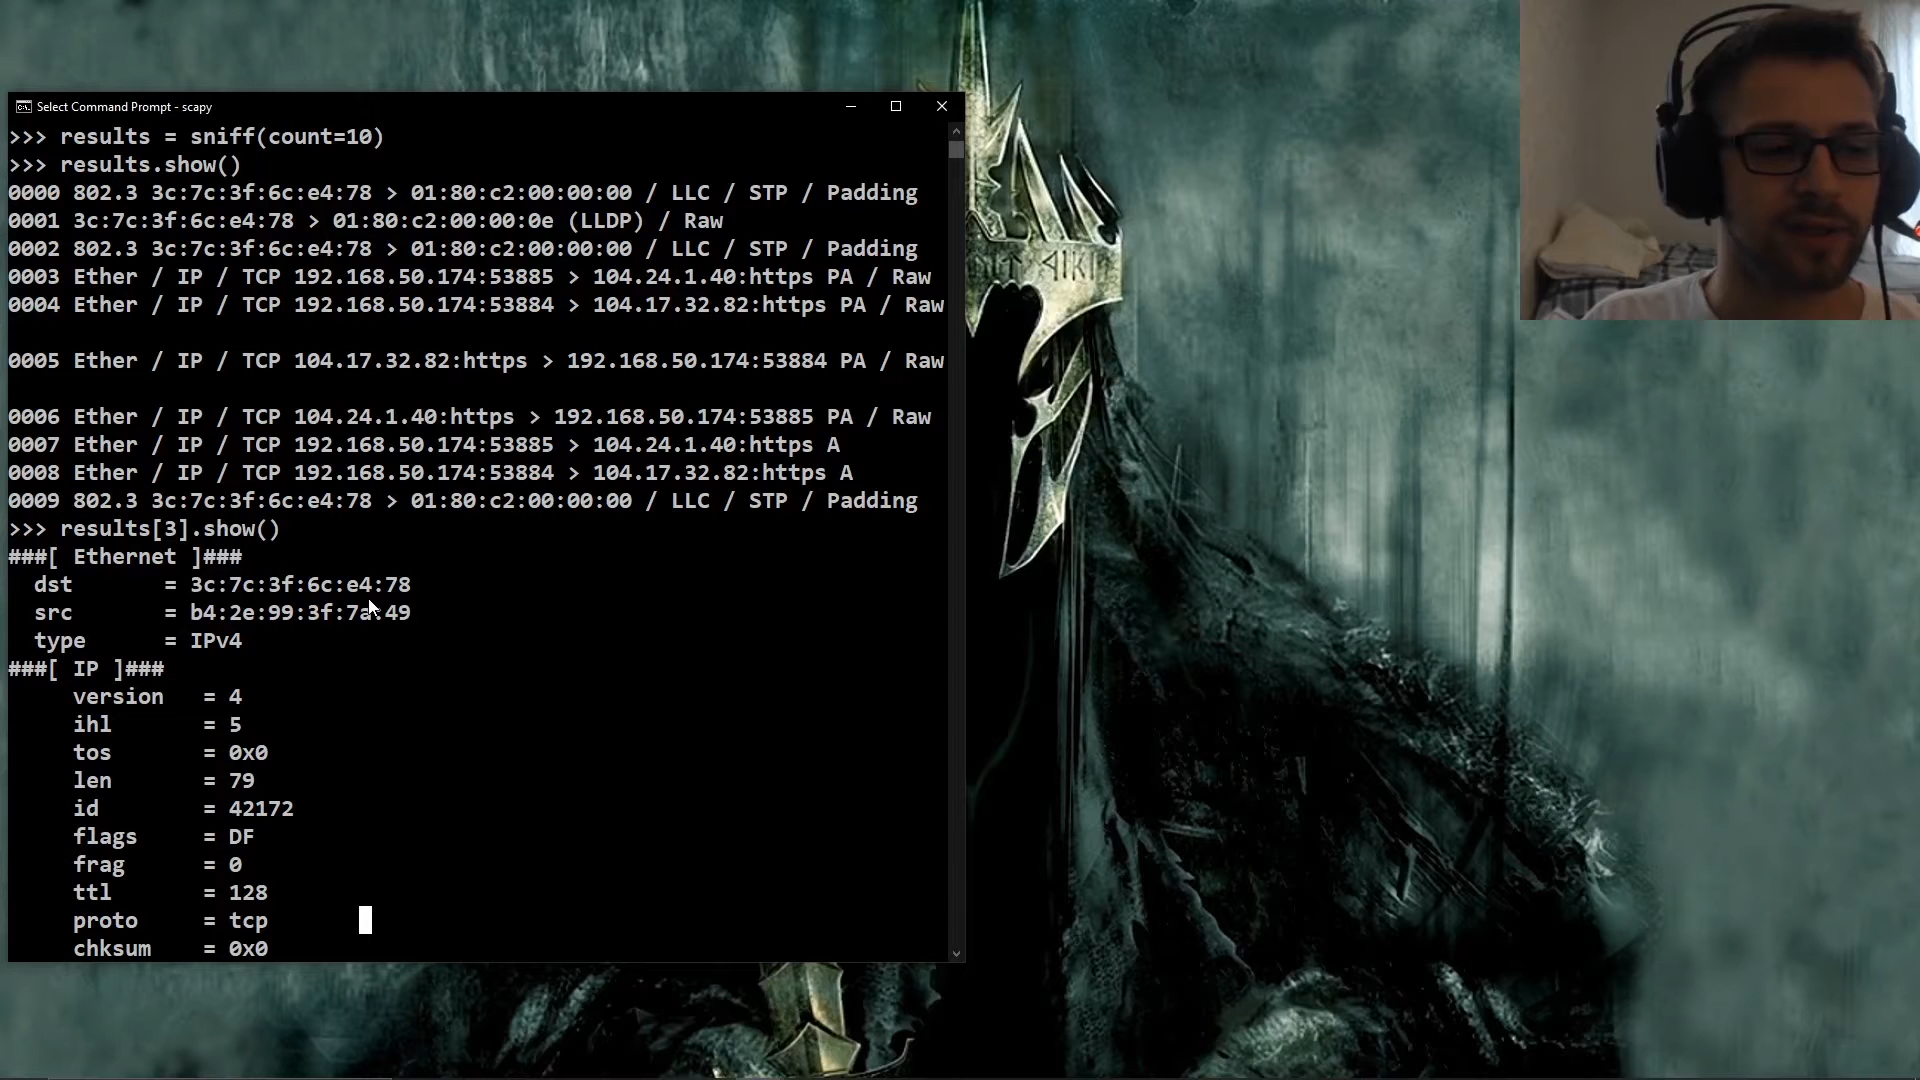 Select Command Prompt - scapy
>>> results = sniff(count=10)
>>> results.show()
0000 802.3 3c:7c:3f:6c:e4:78 > 01:80:c2:00:00:00 / LLC / STP / Padding
0001 3c:7c:3f:6c:e4:78 > 01:80:c2:00:00:0e (LLDP) / Raw
0002 802.3 3c:7c:3f:6c:e4:78 > 01:80:c2:00:00:00 / LLC / STP / Padding
0003 Ether / IP / TCP 192.168.50.174:53885 > 104.24.1.40:https PA / Raw
0004 Ether / IP / TCP 192.168.50.174:53884 > 104.17.32.82:https PA / Raw
0005 Ether / IP / TCP 104.17.32.82:https > 192.168.50.174:53884 PA / Raw
0006 Ether / IP / TCP 104.24.1.40:https > 192.168.50.174:53885 PA / Raw
0007 Ether / IP / TCP 192.168.50.174:53885 > 104.24.1.40:https A
0008 Ether / IP / TCP 192.168.50.174:53884 > 104.17.32.82:https A
0009 802.3 3c:7c:3f:6c:e4:78 > 01:80:c2:00:00:00 / LLC / STP / Padding
>>> results[3].show()
###[ Ethernet ]###
dst = 3c:7c:3f:6c:e4:78
src = b4:2e:99:3f:7a:49
type = IPv4
###[ IP ]###
version = 4
ihl = 5
tos = 0x0
len = 79
id = 42172
flags = DF
frag = 0
ttl = 128
proto = tcp
chksum = 0x0